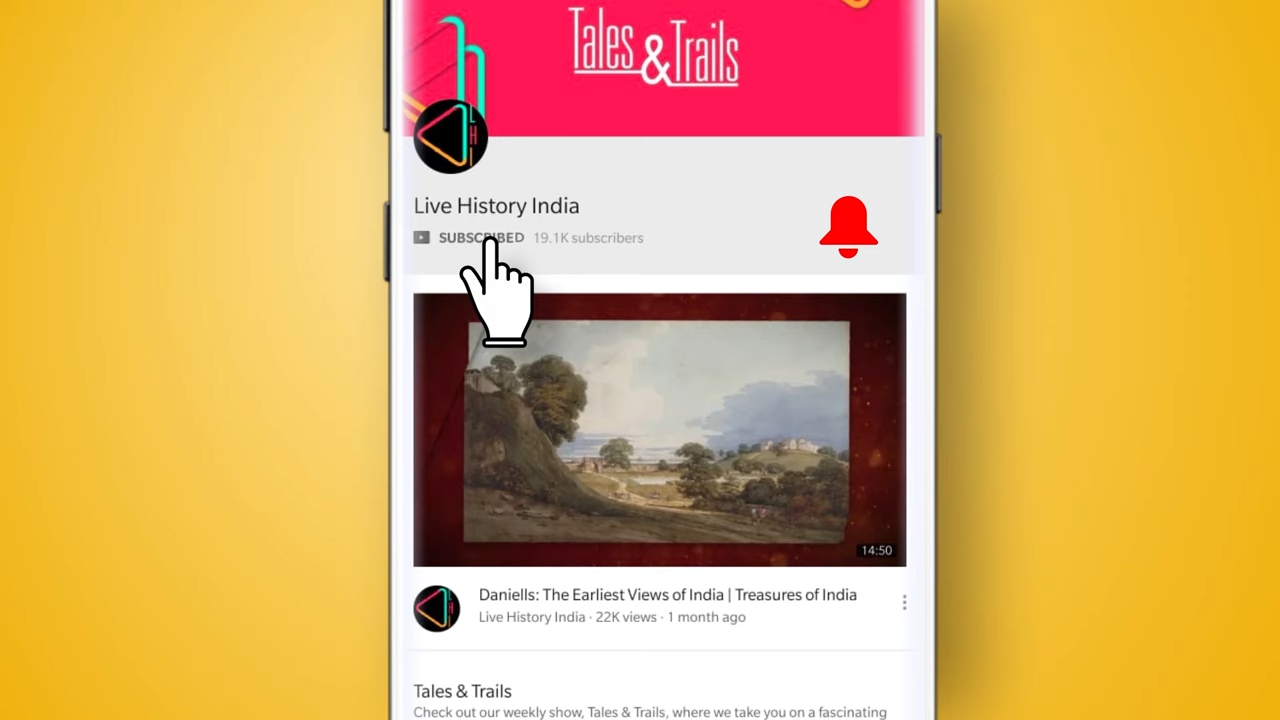 Tales & Trails
LHI
Live History India
SUBSCRIBED 19.1K subscribers
14:50
Daniells: The Earliest Views of India | Treasures of India
LHI
Live History India · 22K views · 1 month ago
Tales & Trails
Check out our weekly show, Tales & Trails, where we take you on a fascinating